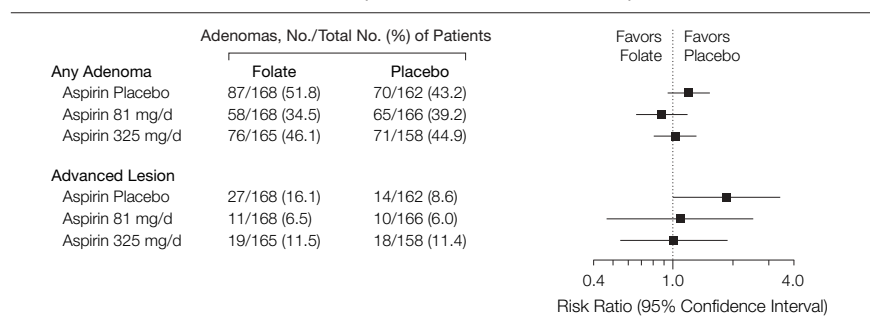 Adenomas, No./Total No. (%) of Patients
Favors Folate
Favors Placebo
Any Adenoma Folate Placebo
Aspirin Placebo 87/168 (51.8) 70/162 (43.2)
Aspirin 81 mg/d 58/168 (34.5) 65/166 (39.2)
Aspirin 325 mg/d 76/165 (46.1) 71/158 (44.9)
Advanced Lesion
Aspirin Placebo 27/168 (16.1) 14/162 (8.6)
Aspirin 81 mg/d 11/168 (6.5) 10/166 (6.0)
Aspirin 325 mg/d 19/165 (11.5) 18/158 (11.4)
0.4 1.0 4.0
Risk Ratio (95% Confidence Interval)